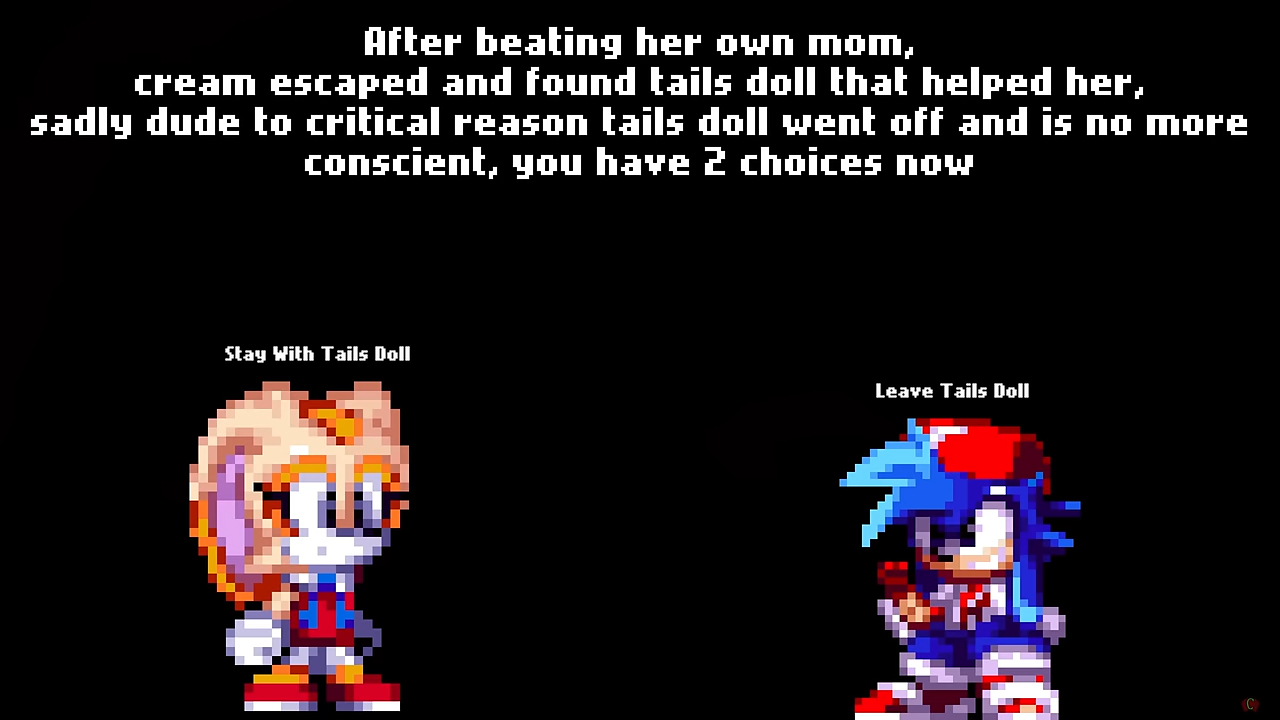 After beating her own mom,
cream escaped and found tails doll that helped her,
sadly dude to critical reason tails doll went off and is no more
conscient, you have 2 choices now
Stay With Tails Doll
Leave Tails Doll